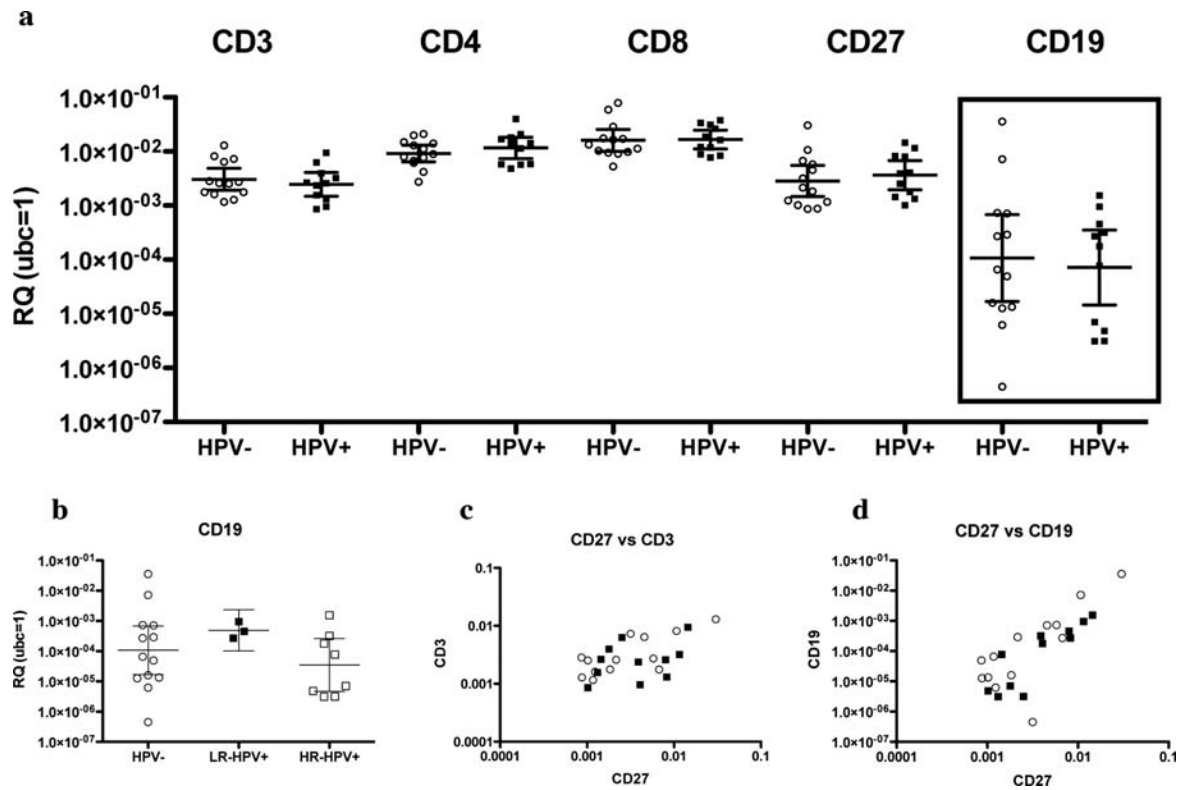 a
CD3 CD4 CD8 CD27 CD19
RQ (ubc=1)
1.0×10-01
1.0×10-02
1.0×10-03
1.0×10-04
1.0×10-05
1.0×10-06
1.0×10-07
HPV- HPV+ HPV- HPV+ HPV- HPV+ HPV- HPV+ HPV- HPV+
b
CD19
RQ (ubc=1)
1.0×10-01
1.0×10-02
1.0×10-03
1.0×10-04
1.0×10-05
1.0×10-06
1.0×10-07
HPV- LR-HPV+ HR-HPV+
c
CD27 vs CD3
CD3
0.1
0.01
0.001
0.0001
0.0001 0.001 0.01 0.1
CD27
d
CD27 vs CD19
CD19
1.0×10-01
1.0×10-02
1.0×10-03
1.0×10-04
1.0×10-05
1.0×10-06
1.0×10-07
0.0001 0.001 0.01 0.1
CD27